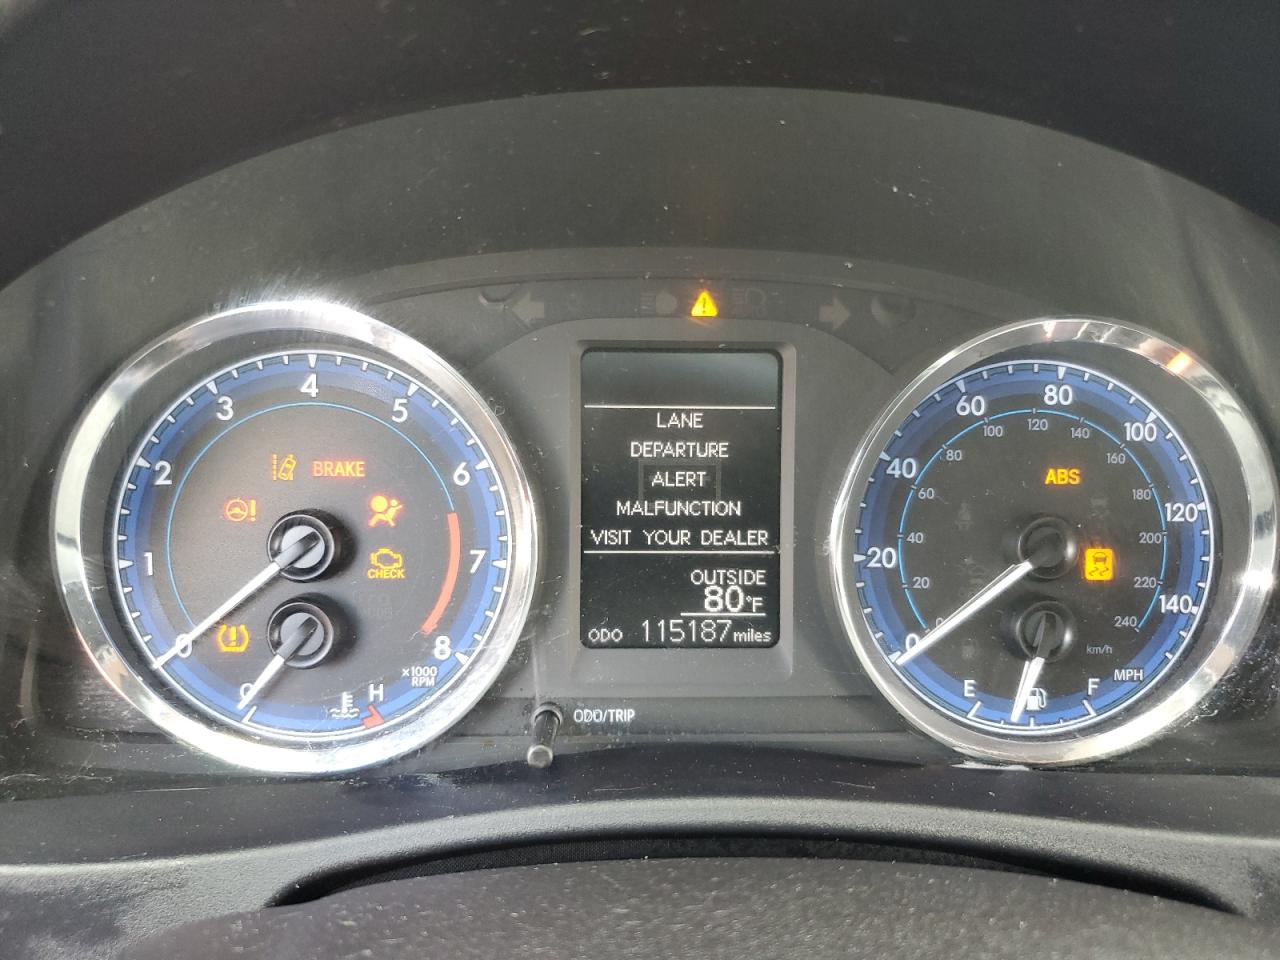 4
3
5
2
BRAKE
6
1
CHECK
7
0
8
x1000
RPM
C
H
LANE
DEPARTURE
ALERT
MALFUNCTION
VISIT YOUR DEALER
OUTSIDE
80°F
ODO 115187 miles
ODO/TRIP
80
60
100
120
100
140
40
80
160
ABS
60
180
120
40
200
20
20
220
140
0
240
km/h
MPH
E
F